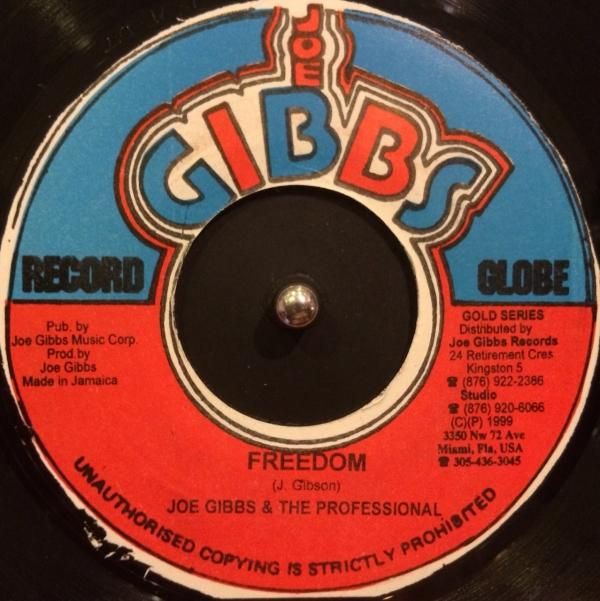 JOE
GIBBS
RECORD GLOBE
Pub. by
Joe Gibbs Music Corp.
Prod.by
Joe Gibbs
Made in Jamaica
GOLD SERIES
Distributed by
Joe Gibbs Records
24 Retirement Cres
Kingston 5
☎ (876) 922-2386
Studio
☎ (876) 920-6066
(C)(P) 1999
3350 Nw 72 Ave
Miami, Fla, USA
☎ 305-436-3045
FREEDOM
(J. Gibson)
JOE GIBBS & THE PROFESSIONAL
UNAUTHORISED COPYING IS STRICTLY PROHIBITED